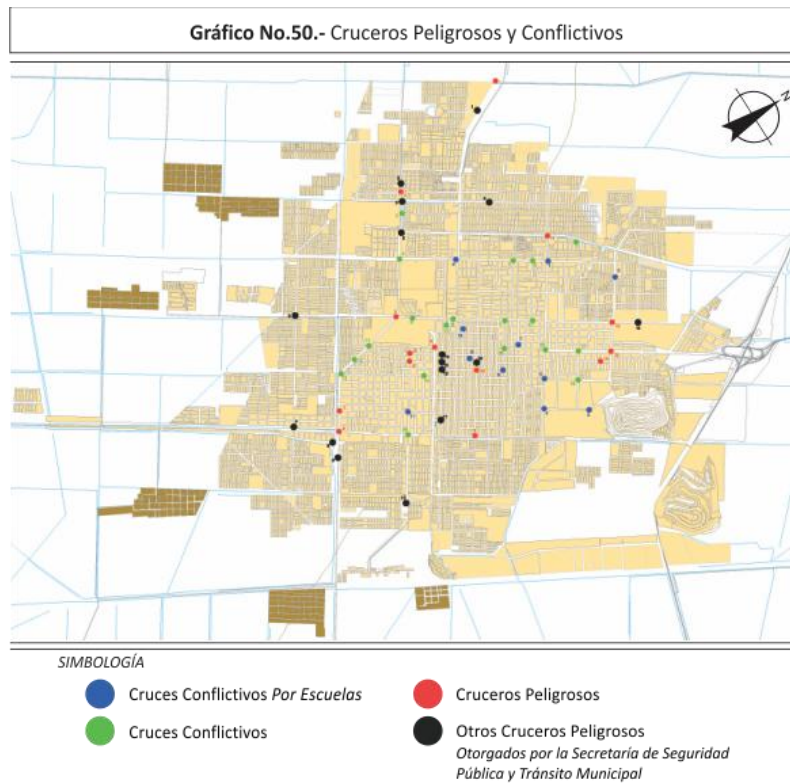 Gráfico No.50.- Cruceros Peligrosos y Conflictivos
N
SIMBOLOGÍA
Cruces Conflictivos Por Escuelas
Cruces Conflictivos
Cruceros Peligrosos
Otros Cruceros Peligrosos
Otorgados por la Secretaría de Seguridad
Pública y Tránsito Municipal